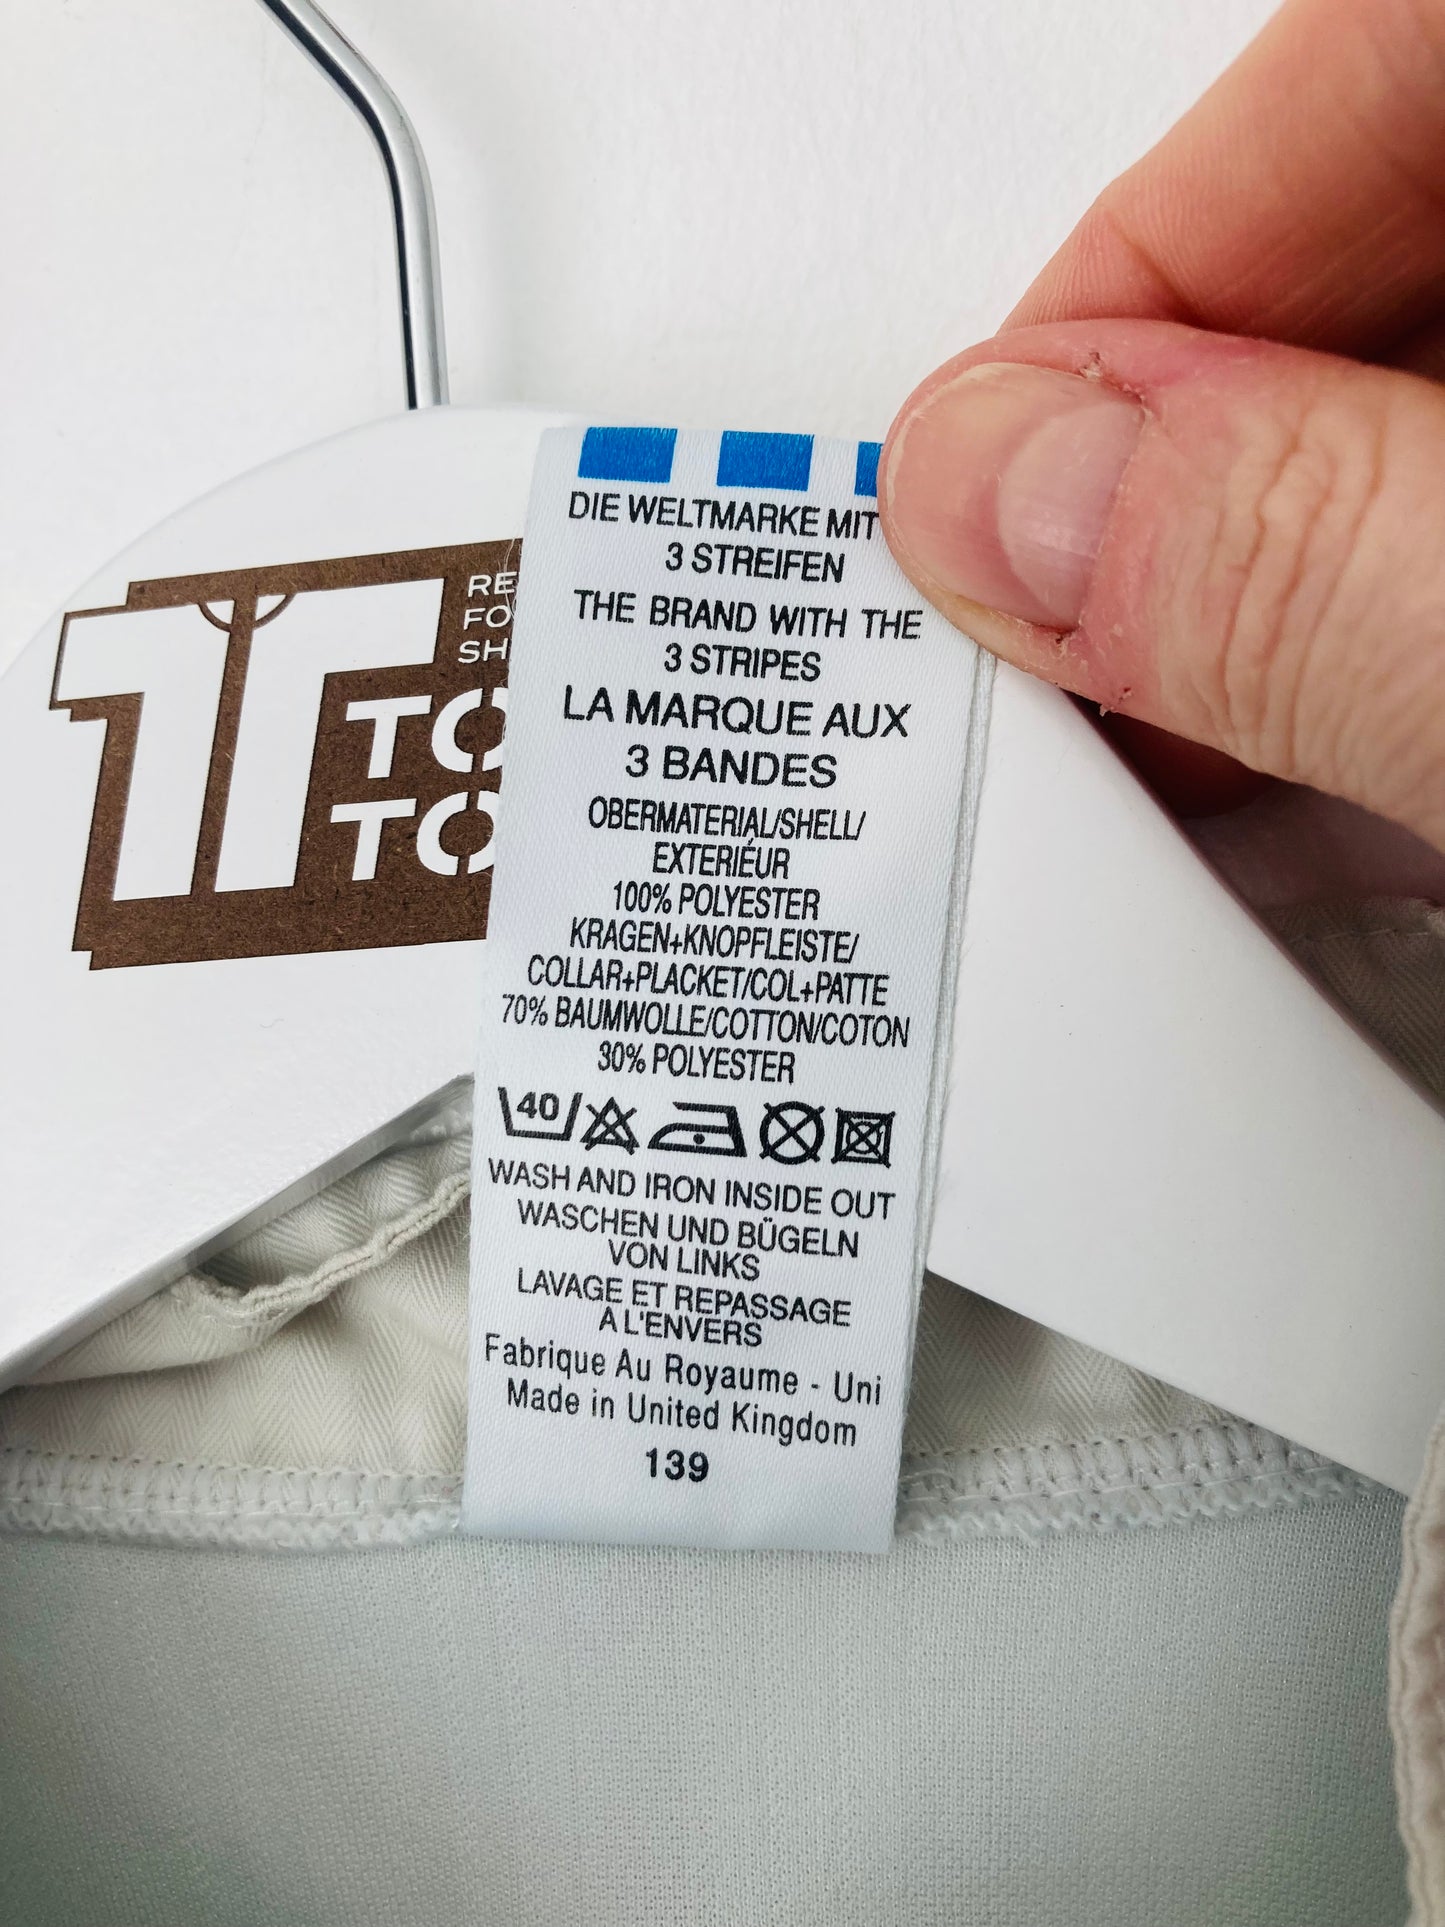 DIE WELTMARKE MIT
3 STREIFEN
THE BRAND WITH THE
3 STRIPES
LA MARQUE AUX
3 BANDES
OBERMATERIAL/SHELL/
EXTERIÉUR
100% POLYESTER
KRAGEN+KNOPFLEISTE/
COLLAR+PLACKET/COL+PATTE
70% BAUMWOLLE/COTTON/COTON
30% POLYESTER
40
WASH AND IRON INSIDE OUT
WASCHEN UND BÜGELN
VON LINKS
LAVAGE ET REPASSAGE
A L'ENVERS
Fabrique Au Royaume - Uni
Made in United Kingdom
139